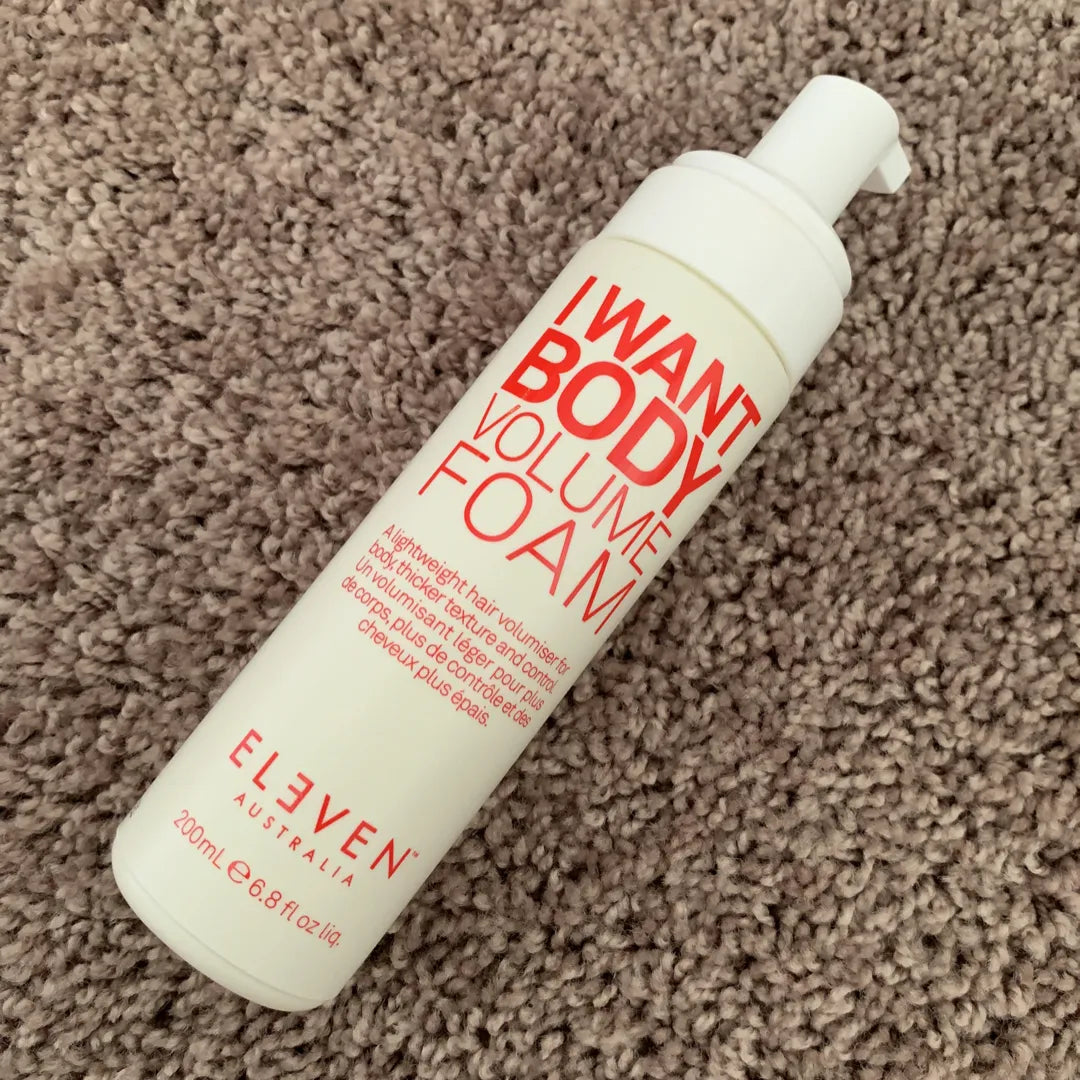 I WANT
BODY
VOLUME
FOAM
A lightweight hair volumiser for
body, thicker texture and control.
Un volumisant léger pour plus
de corps, plus de contrôle et des
cheveux plus épais.
ELEVEN™
AUSTRALIA
200mL ℮ 6.8 fl oz liq.